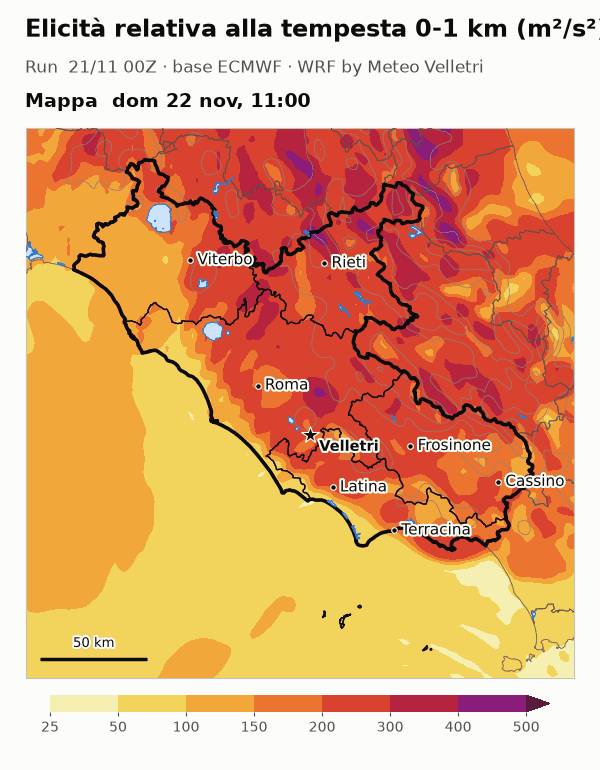 Elicità relativa alla tempesta 0-1 km (m²/s²)
Run  21/11 00Z · base ECMWF · WRF by Meteo Velletri
Mappa  dom 22 nov, 11:00
Viterbo
Rieti
Roma
Velletri
Frosinone
Latina
Cassino
Terracina
50 km
25 50 100 150 200 300 400 500